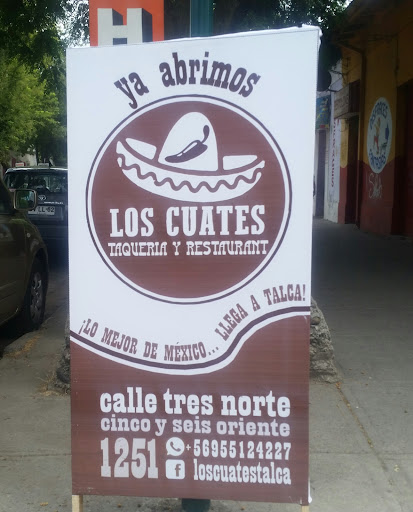 H
ya abrimos
LOS CUATES
TAQUERIA Y RESTAURANT
¡LO MEJOR DE MÉXICO... LLEGA A TALCA!
calle tres norte
cinco y seis oriente
1251 +56955124227
f loscuatestalca